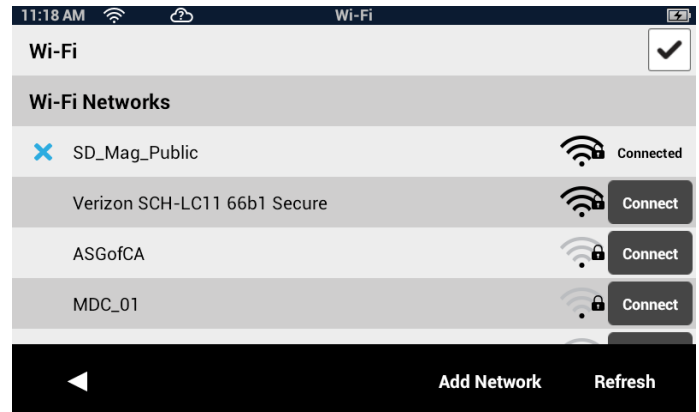 11:18 AM Wi-Fi
Wi-Fi
Wi-Fi Networks
SD_Mag_Public Connected
Verizon SCH-LC11 66b1 Secure Connect
ASGofCA Connect
MDC_01 Connect
Add Network Refresh